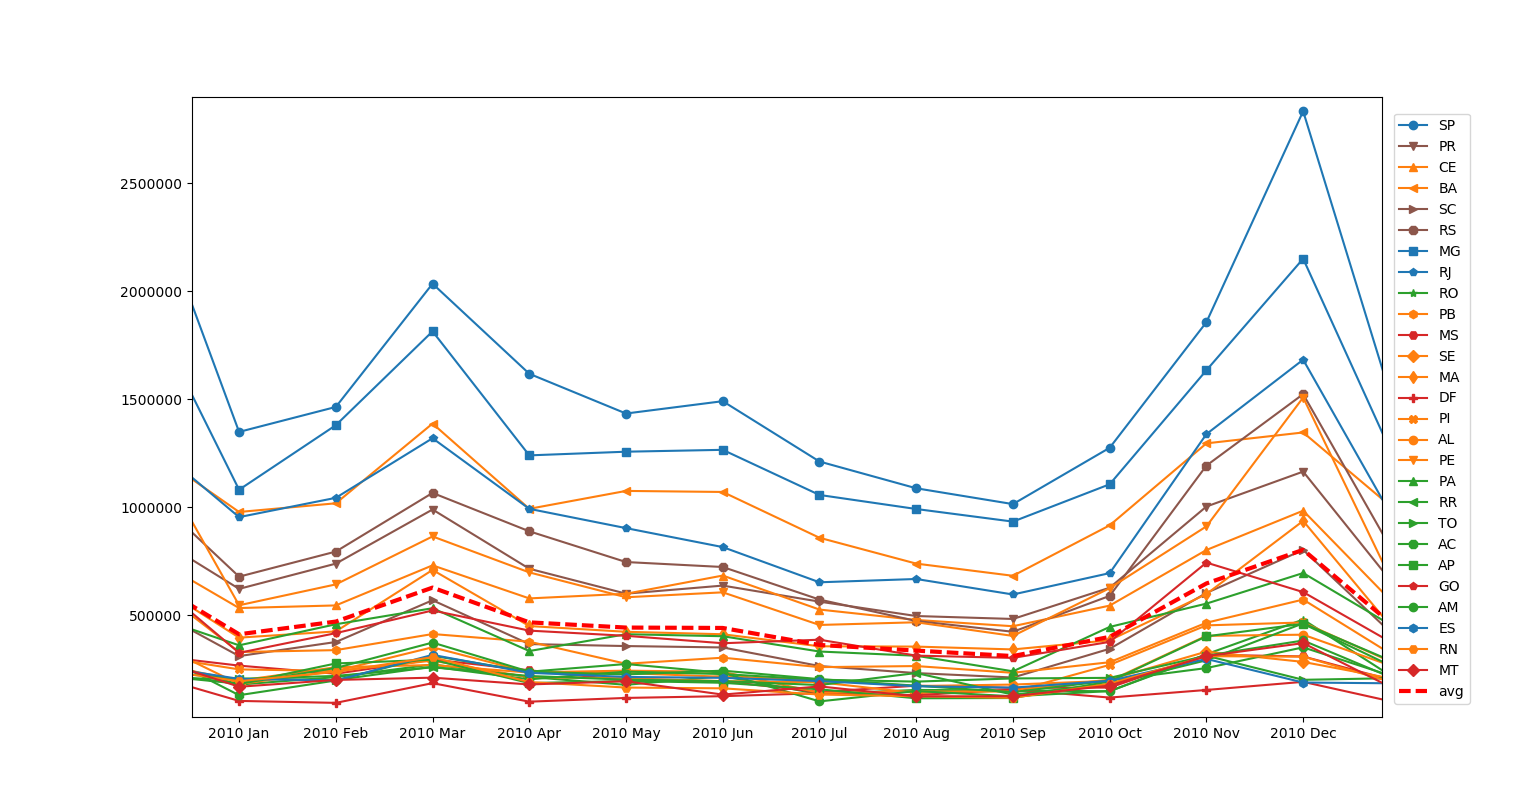 2500000
2000000
1500000
1000000
500000
2010 Jan
2010 Feb
2010 Mar
2010 Apr
2010 May
2010 Jun
2010 Jul
2010 Aug
2010 Sep
2010 Oct
2010 Nov
2010 Dec
SP
PR
CE
BA
SC
RS
MG
RJ
RO
PB
MS
SE
MA
DF
PI
AL
PE
PA
RR
TO
AC
AP
GO
AM
ES
RN
MT
avg